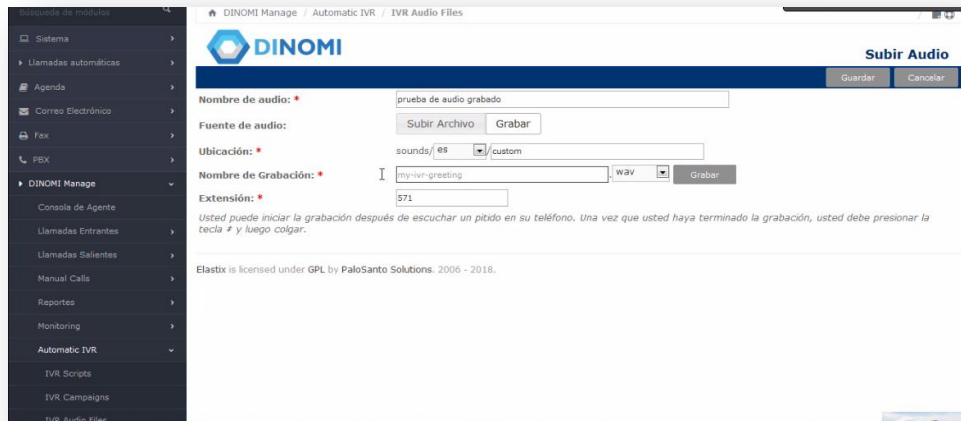 Búsqueda de módulos
DINOMI Manage / Automatic IVR / IVR Audio Files
Sistema
Llamadas automáticas
Agenda
Correo Electrónico
Fax
PBX
DINOMI Manage
Consola de Agente
Llamadas Entrantes
Llamadas Salientes
Manual Calls
Reportes
Monitoring
Automatic IVR
IVR Scripts
IVR Campaigns
IVR Audio Files
DINOMI
Subir Audio
Guardar Cancelar
Nombre de audio: * prueba de audio grabado
Fuente de audio: Subir Archivo Grabar
Ubicación: * sounds/ es /custom
Nombre de Grabación: * my-ivr-greeting . wav Grabar
Extensión: * 571
Usted puede iniciar la grabación después de escuchar un pitido en su teléfono. Una vez que usted haya terminado la grabación, usted debe presionar la
tecla # y luego colgar.
Elastix is licensed under GPL by PaloSanto Solutions. 2006 - 2018.